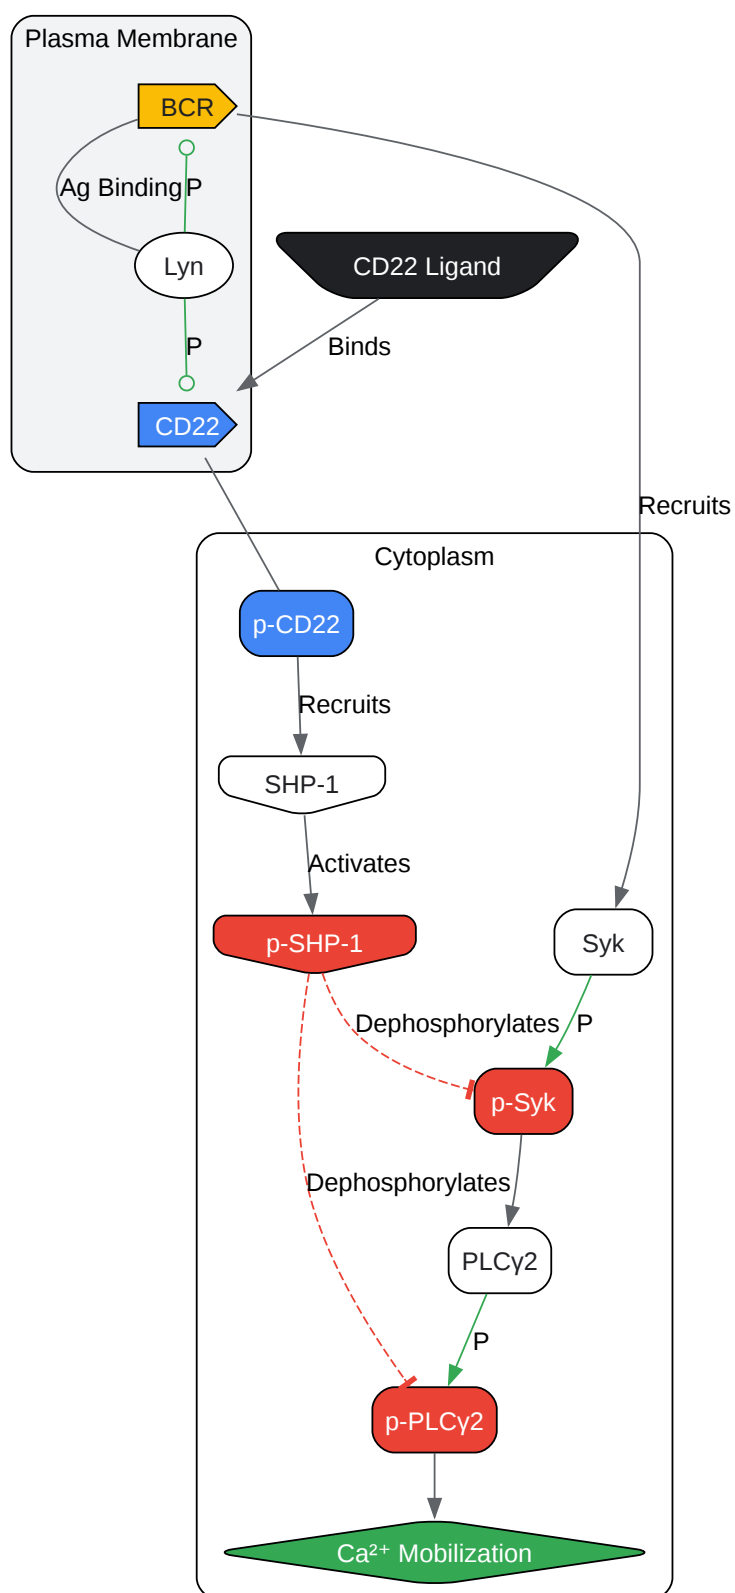 Plasma Membrane
BCR
Ag Binding
P
Lyn
CD22 Ligand
P
Binds
CD22
Recruits
Cytoplasm
p-CD22
Recruits
SHP-1
Activates
p-SHP-1
Syk
Dephosphorylates
P
p-Syk
Dephosphorylates
PLCγ2
P
p-PLCγ2
Ca²⁺ Mobilization